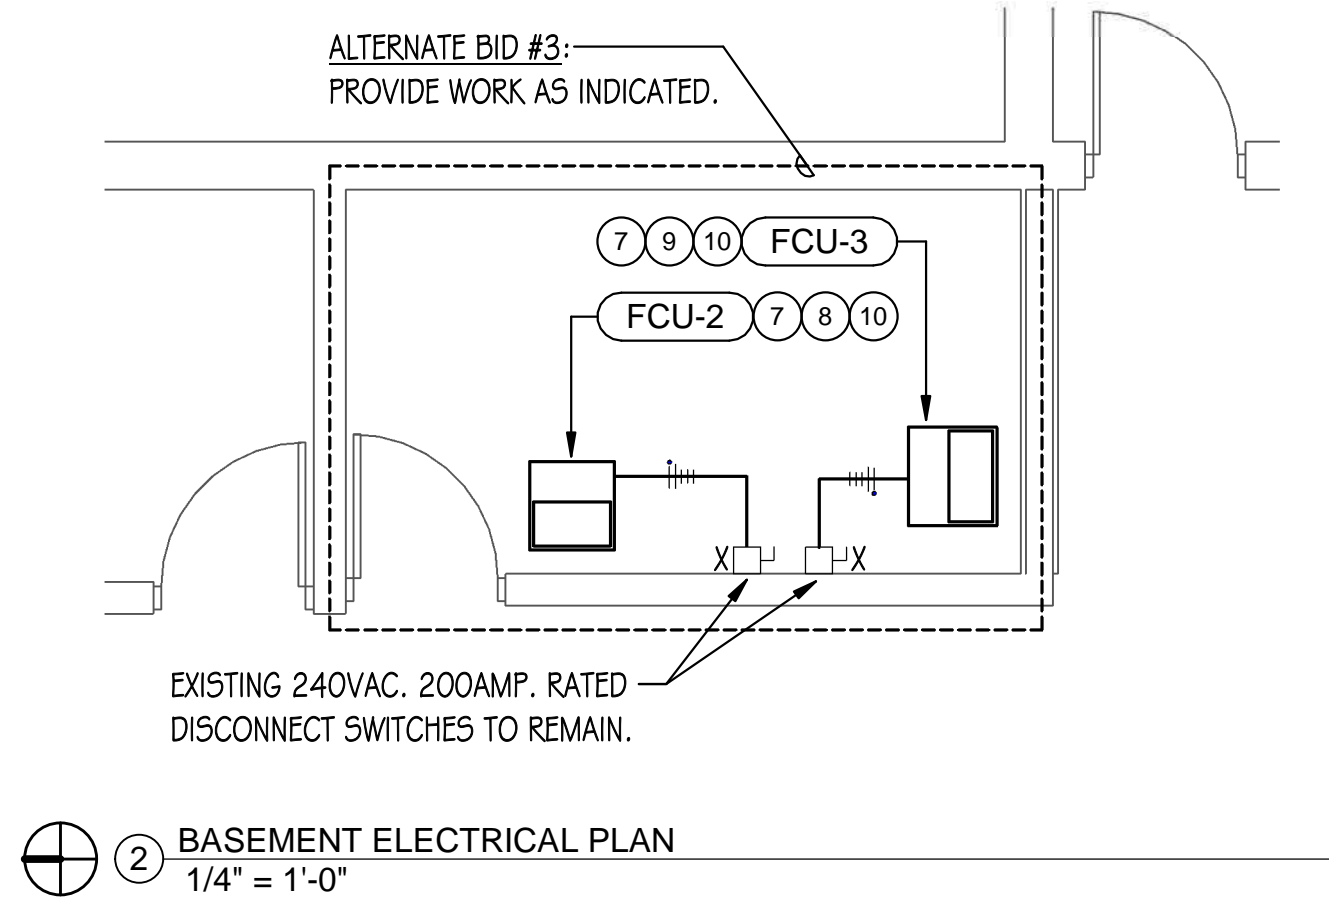 ALTERNATE BID #3:
PROVIDE WORK AS INDICATED.
7 9 10 FCU-3
FCU-2 7 8 10
X X
EXISTING 240VAC. 200AMP. RATED
DISCONNECT SWITCHES TO REMAIN.
2 BASEMENT ELECTRICAL PLAN
1/4" = 1'-0"